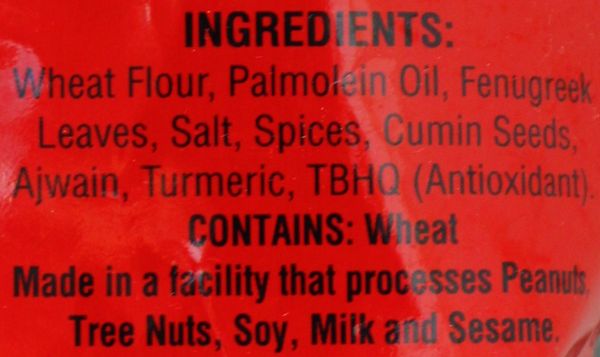 INGREDIENTS:
Wheat Flour, Palmolein Oil, Fenugreek
Leaves, Salt, Spices, Cumin Seeds,
Ajwain, Turmeric, TBHQ (Antioxidant).
CONTAINS: Wheat
Made in a facility that processes Peanuts,
Tree Nuts, Soy, Milk and Sesame.